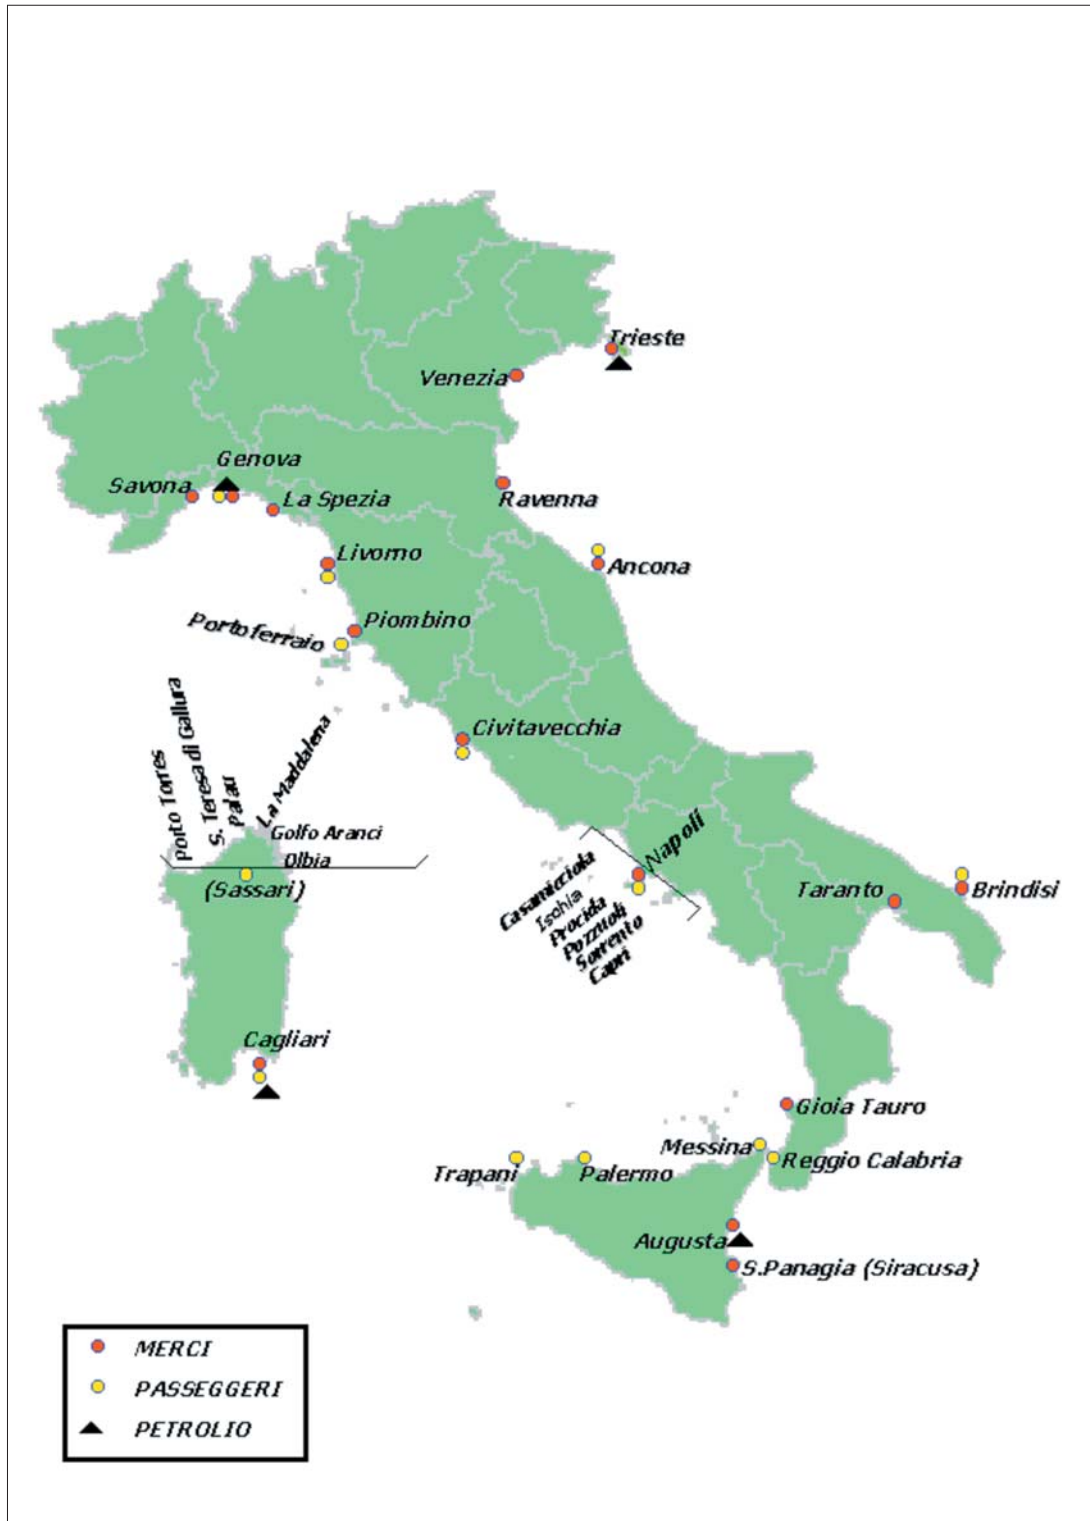 Trieste
Venezia
Genova
Savona
La Spezia
Ravenna
Livorno
Ancona
Portoferraio
Piombino
Civitavecchia
Porto Torres
S. Teresa di Gallura
Palau
La Maddalena
Golfo Aranci
Olbia
(Sassari)
Napoli
Casamicciola
Ischia
Procida
Pozzuoli
Sorrento
Capri
Taranto
Brindisi
Cagliari
Gioia Tauro
Messina
Reggio Calabria
Trapani
Palermo
Augusta
S.Panagia (Siracusa)
MERCI
PASSEGGERI
PETROLIO